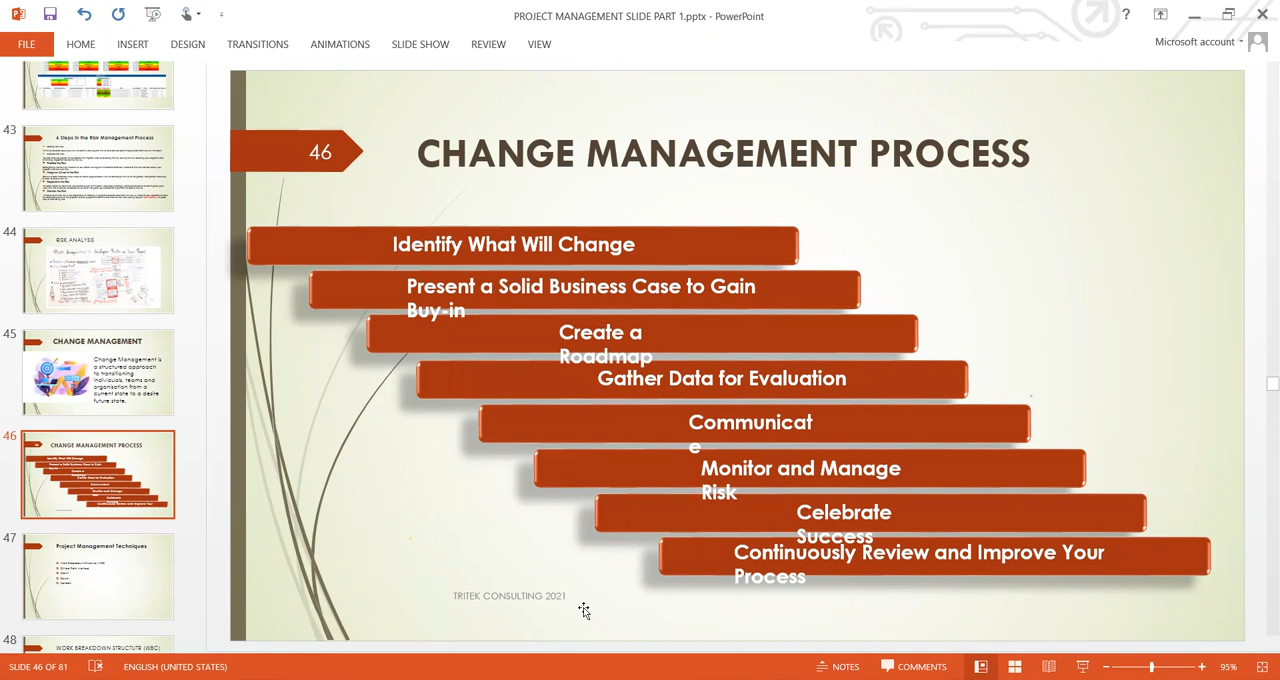 PROJECT MANAGEMENT SLIDE PART 1.pptx - PowerPoint
?
FILE HOME INSERT DESIGN TRANSITIONS ANIMATIONS SLIDE SHOW REVIEW VIEW
Microsoft account
43
6 Steps in the Risk Management Process
44
RISK ANALYSIS
45
CHANGE MANAGEMENT
Change Management is
a structured approach
to transitioning
individuals, teams and
organisation from a
current state to a desire
future state.
46
CHANGE MANAGEMENT PROCESS
47
Project Management Techniques
48
WORK BREAKDOWN STRUCTUTR (WBC)
46
CHANGE MANAGEMENT PROCESS
Identify What Will Change
Present a Solid Business Case to Gain
Buy-in
Create a
Roadmap
Gather Data for Evaluation
Communicat
e
Monitor and Manage
Risk
Celebrate
Success
Continuously Review and Improve Your
Process
TRITEK CONSULTING 2021
SLIDE 46 OF 81 ENGLISH (UNITED STATES) NOTES COMMENTS 95%